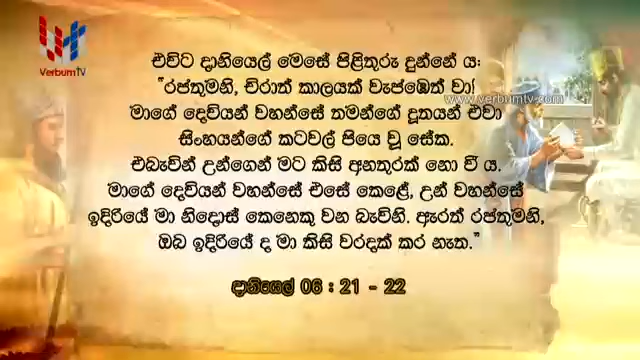 VerbumTV
එවිට දානියෙල් මෙසේ පිළිතුරු දුන්නේ ය:
"රජතුමනි, චිරාත් කාලයක් වැජඹෙත් වා!
www.verbumtv.com
මාගේ දෙවියන් වහන්සේ තමන්ගේ දූතයන් එවා
සිංහයන්ගේ කටවල් පියෙ වූ සේක.
එබැවින් උන්ගෙන් මට කිසි අනතුරක් නො වී ය.
මාගේ දෙවියන් වහන්සේ එසේ කෙළේ, උන් වහන්සේ
ඉදිරියේ මා නිදොස් කෙනෙකු වන බැවිනි. ඇරත් රජතුමනි,
ඔබ ඉදිරියේ ද මා කිසි වරදක් කර නැත."
දානියෙල් 06 : 21 - 22